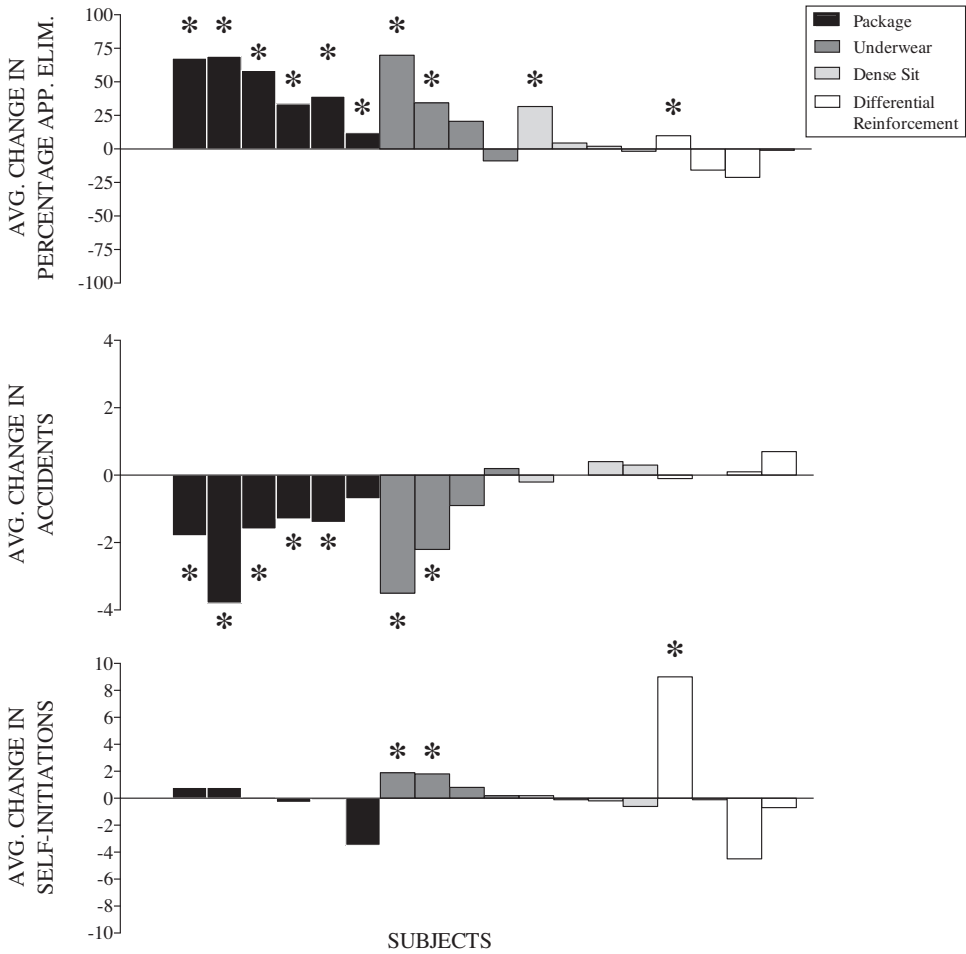 100
75
50
25
0
-25
-50
-75
-100
AVG. CHANGE IN
PERCENTAGE APP. ELIM.
* * * * * * * * * *
Package
Underwear
Dense Sit
Differential
Reinforcement
4
2
0
-2
-4
AVG. CHANGE IN
ACCIDENTS
* * * * * * *
10
8
6
4
2
0
-2
-4
-6
-8
-10
AVG. CHANGE IN
SELF-INITIATIONS
* * *
SUBJECTS